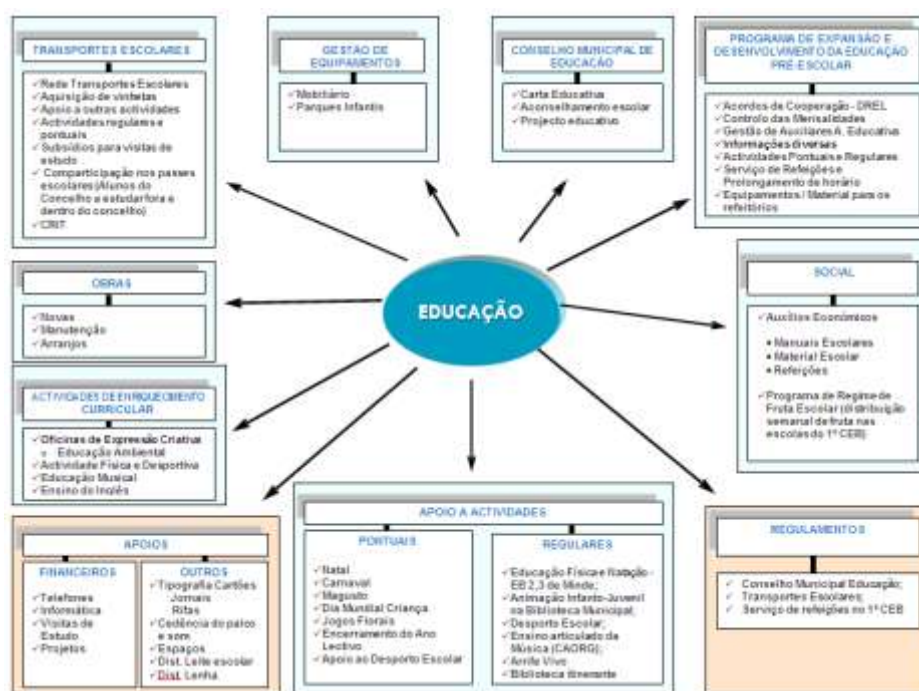 TRANSPORTES ESCOLARES
✓Rede Transportes Escolares
✓Aquisição de vinhetas
✓Apoio a outras actividades
✓Actividades regulares e
pontuais
✓Subsídios para visitas de
estudo
✓ Comparticipação nos passes
escolares (Alunos do
Concelho a estudar fora e
dentro do concelho)
✓CRIT
GESTÃO DE
EQUIPAMENTOS
✓Mobiliário
✓Parques Infantis
CONSELHO MUNICIPAL DE
EDUCAÇÃO
✓Carta Educativa
✓Aconselhamento escolar
✓Projecto educativo
PROGRAMA DE EXPANSÃO E
DESENVOLVIMENTO DA EDUCAÇÃO
PRÉ-ESCOLAR
✓Acordos de Cooperação - DREL
✓Controlo das Mensalidades
✓Gestão de Auxiliares A. Educativa
✓Informações diversas
✓Actividades Pontuais e Regulares
✓Serviço de Refeições e
Prolongamento de horário
✓Equipamentos / Material para os
refeitórios
EDUCAÇÃO
OBRAS
✓Novas
✓Manutenção
✓Arranjos
SOCIAL
✓Auxílios Económicos
• Manuais Escolares
• Material Escolar
• Refeições
✓Programa de Regime de
Fruta Escolar (distribuição
semanal de fruta nas
escolas do 1º CEB)
ACTIVIDADES DE ENRIQUECIMENTO
CURRICULAR
✓Oficinas de Expressão Criativa
o Educação Ambiental
✓Actividade Física e Desportiva
✓Educação Musical
✓Ensino do Inglês
APOIOS
FINANCEIROS
✓Telefones
✓Informática
✓Visitas de
Estudo
✓Projetos
OUTROS
✓Tipografia Cartões
Jornais
Rifas
✓Cedência do palco
e som
✓Espaços
✓Dist. Leite escolar
✓Dist. Lenha
APOIO A ACTIVIDADES
PONTUAIS
✓Natal
✓Carnaval
✓Magusto
✓Dia Mundial Criança
✓Jogos Florais
✓Encerramento do Ano
Lectivo
✓Apoio ao Desporto Escolar
REGULARES
✓Educação Física e Natação -
EB 2,3 de Minde;
✓Animação Infanto-Juvenil
na Biblioteca Municipal;
✓Desporto Escolar;
✓Ensino articulado da
Música (CAORG);
✓Arrife Vivo
✓Biblioteca itinerante
REGULAMENTOS
✓ Conselho Municipal Educação;
✓ Transportes Escolares;
✓ Serviço de refeições no 1º CEB